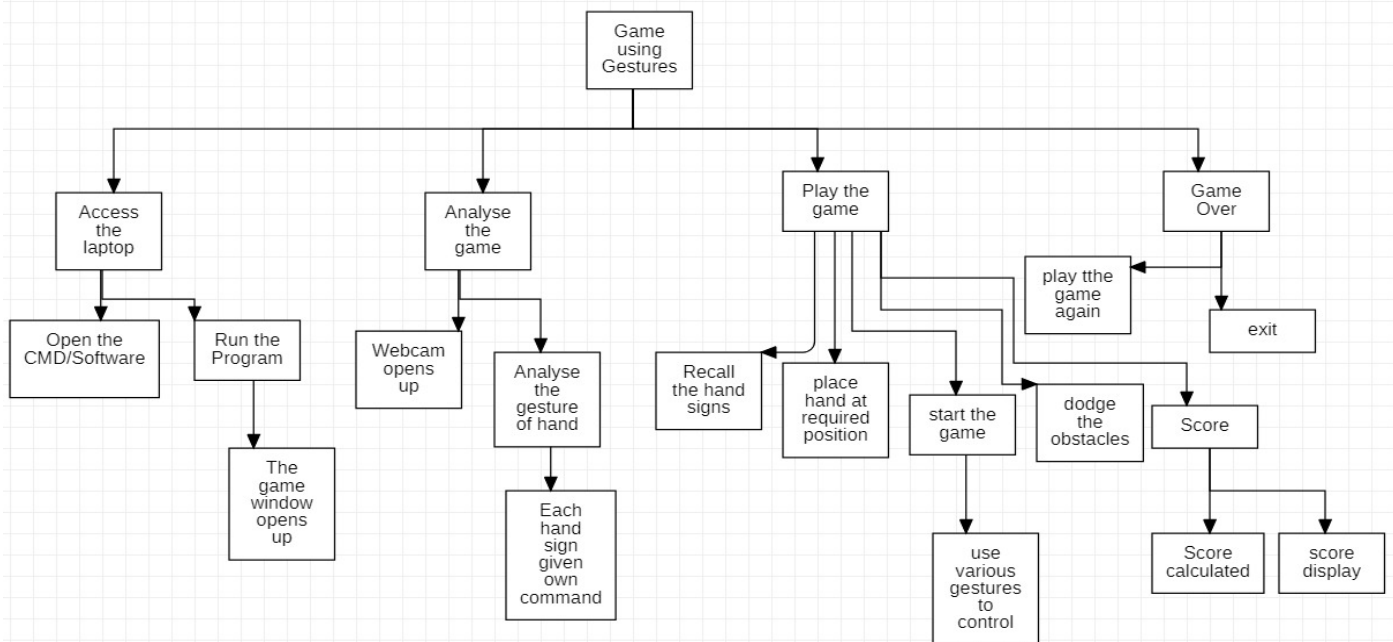 Game
using
Gestures
Access
the
laptop
Analyse
the
game
Play the
game
Game
Over
Open the
CMD/Software
Run the
Program
Webcam
opens
up
Analyse
the
gesture
of hand
Recall
the hand
signs
place
hand at
required
position
start the
game
dodge
the
obstacles
Score
play tthe
game
again
exit
The
game
window
opens
up
Each
hand
sign
given
own
command
use
various
gestures
to
control
Score
calculated
score
display